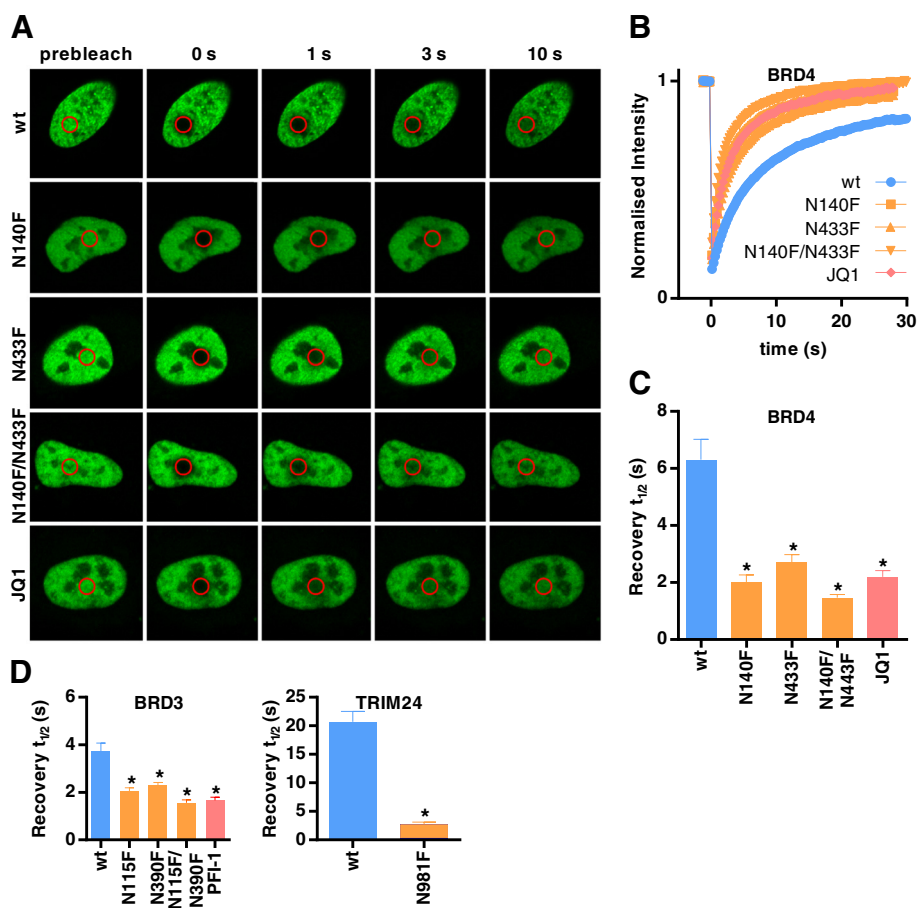 A
prebleach 0 s 1 s 3 s 10 s
wt
N140F
N433F
N140F/N433F
JQ1
B
BRD4
Normalised Intensity
1
0
wt
N140F
N433F
N140F/N433F
JQ1
0 10 20 30
time (s)
C
BRD4
Recovery t1/2 (s)
8
6
4
2
0
* * * *
wt N140F N433F N140F/ N443F JQ1
D
BRD3
Recovery t1/2 (s)
6
4
2
0
* * * *
wt N115F N390F N115F/ N390F PFI-1
TRIM24
Recovery t1/2 (s)
25
20
15
10
5
0
*
wt N981F